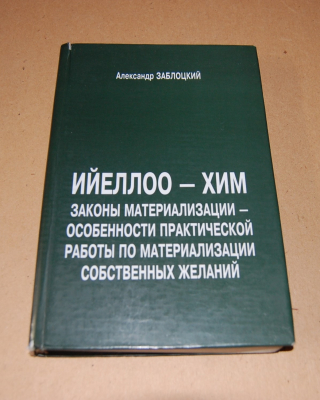 Александр ЗАБЛОЦКИЙ
ИЙЕЛЛОО – ХИМ
ЗАКОНЫ МАТЕРИАЛИЗАЦИИ –
ОСОБЕННОСТИ ПРАКТИЧЕСКОЙ
РАБОТЫ ПО МАТЕРИАЛИЗАЦИИ
СОБСТВЕННЫХ ЖЕЛАНИЙ